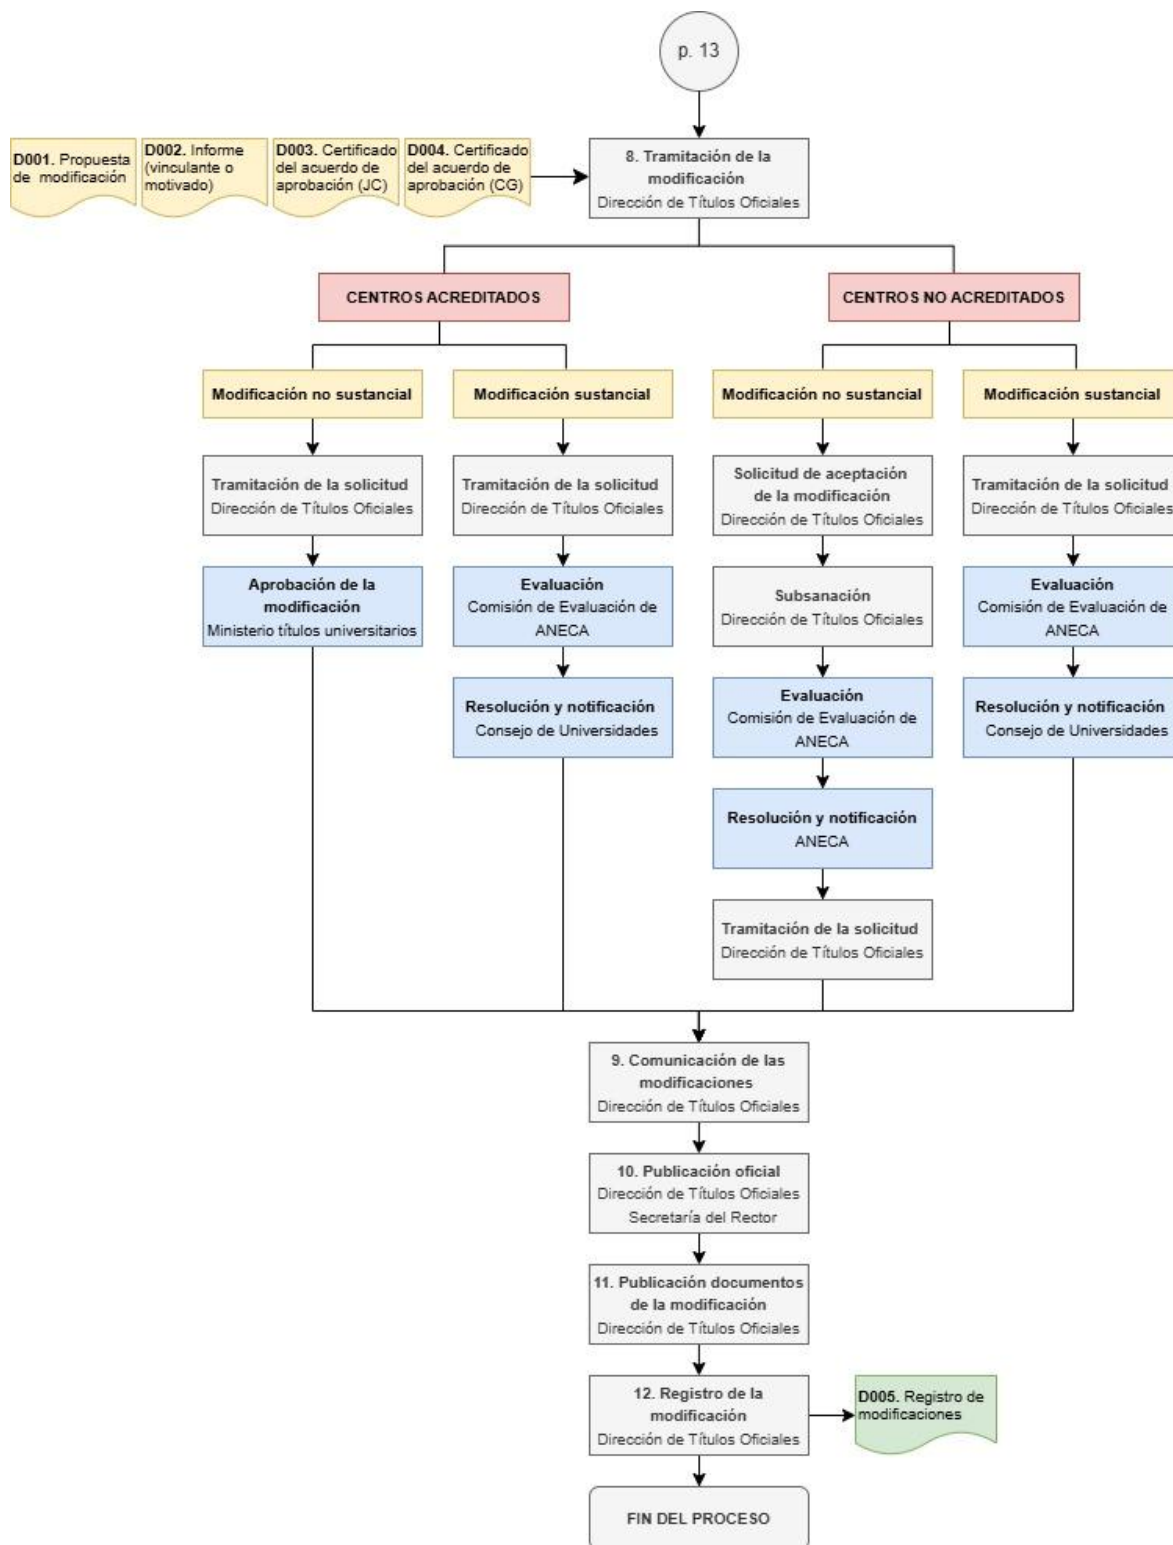 p. 13
D001. Propuesta
de modificación
D002. Informe
(vinculante o
motivado)
D003. Certificado
del acuerdo de
aprobación (JC)
D004. Certificado
del acuerdo de
aprobación (CG)
8. Tramitación de la
modificación
Dirección de Títulos Oficiales
CENTROS ACREDITADOS
CENTROS NO ACREDITADOS
Modificación no sustancial
Modificación sustancial
Modificación no sustancial
Modificación sustancial
Tramitación de la solicitud
Dirección de Títulos Oficiales
Tramitación de la solicitud
Dirección de Títulos Oficiales
Solicitud de aceptación
de la modificación
Dirección de Títulos Oficiales
Tramitación de la solicitud
Dirección de Títulos Oficiales
Aprobación de la
modificación
Ministerio títulos universitarios
Evaluación
Comisión de Evaluación de
ANECA
Subsanación
Dirección de Títulos Oficiales
Evaluación
Comisión de Evaluación de
ANECA
Resolución y notificación
Consejo de Universidades
Evaluación
Comisión de Evaluación de
ANECA
Resolución y notificación
Consejo de Universidades
Resolución y notificación
ANECA
Tramitación de la solicitud
Dirección de Títulos Oficiales
9. Comunicación de las
modificaciones
Dirección de Títulos Oficiales
10. Publicación oficial
Dirección de Títulos Oficiales
Secretaría del Rector
11. Publicación documentos
de la modificación
Dirección de Títulos Oficiales
12. Registro de la
modificación
Dirección de Títulos Oficiales
D005. Registro de
modificaciones
FIN DEL PROCESO